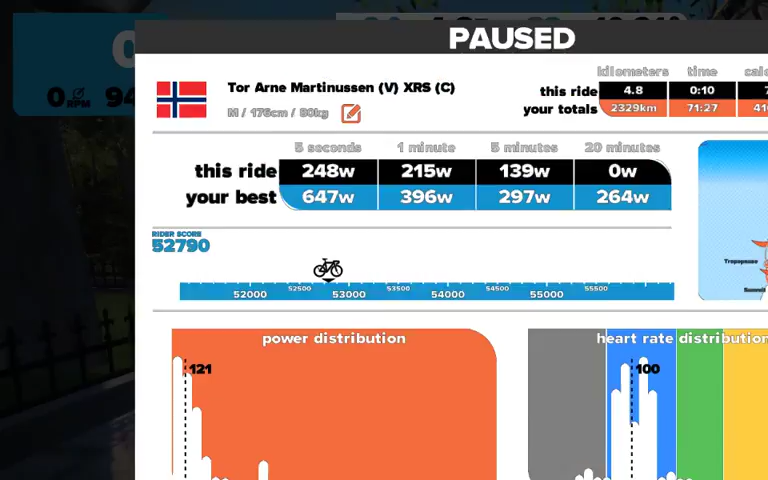 PAUSED
0 RPM
94
Tor Arne Martinussen (V) XRS (C)
M / 176cm / 80kg
kilometers time
this ride 4.8 0:10
your totals 2329km 71:27
5 seconds 1 minute 5 minutes 20 minutes
this ride 248w 215w 139w 0w
your best 647w 396w 297w 264w
RIDER SCORE
52790
52000 52500 53000 53500 54000 54500 55000 55500
Trapapease
Summit
power distribution
heart rate distribution
121
100